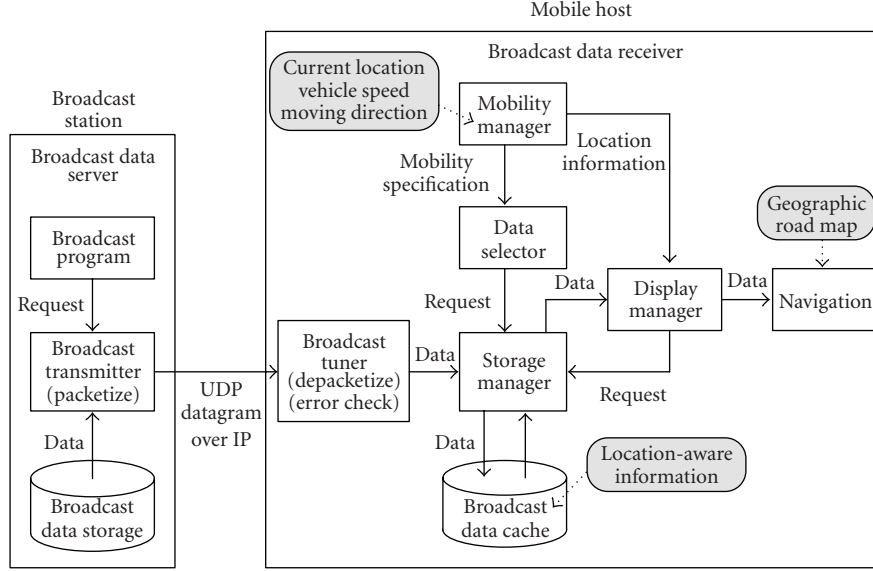 Mobile host
Broadcast data receiver
Current location
vehicle speed
moving direction
Mobility
manager
Broadcast
station
Location
information
Broadcast data
server
Mobility
specification
Geographic
road map
Broadcast
program
Data
selector
Request
Request
Data
Display
manager
Data
Navigation
Broadcast
transmitter
(packetize)
UDP
datagram
over IP
Broadcast
tuner
(depacketize)
(error check)
Data
Storage
manager
Request
Data
Data
Location-aware
information
Broadcast
data storage
Broadcast
data cache